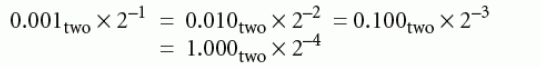 0.001two × 2⁻¹ = 0.010two × 2⁻² = 0.100two × 2⁻³
= 1.000two × 2⁻⁴